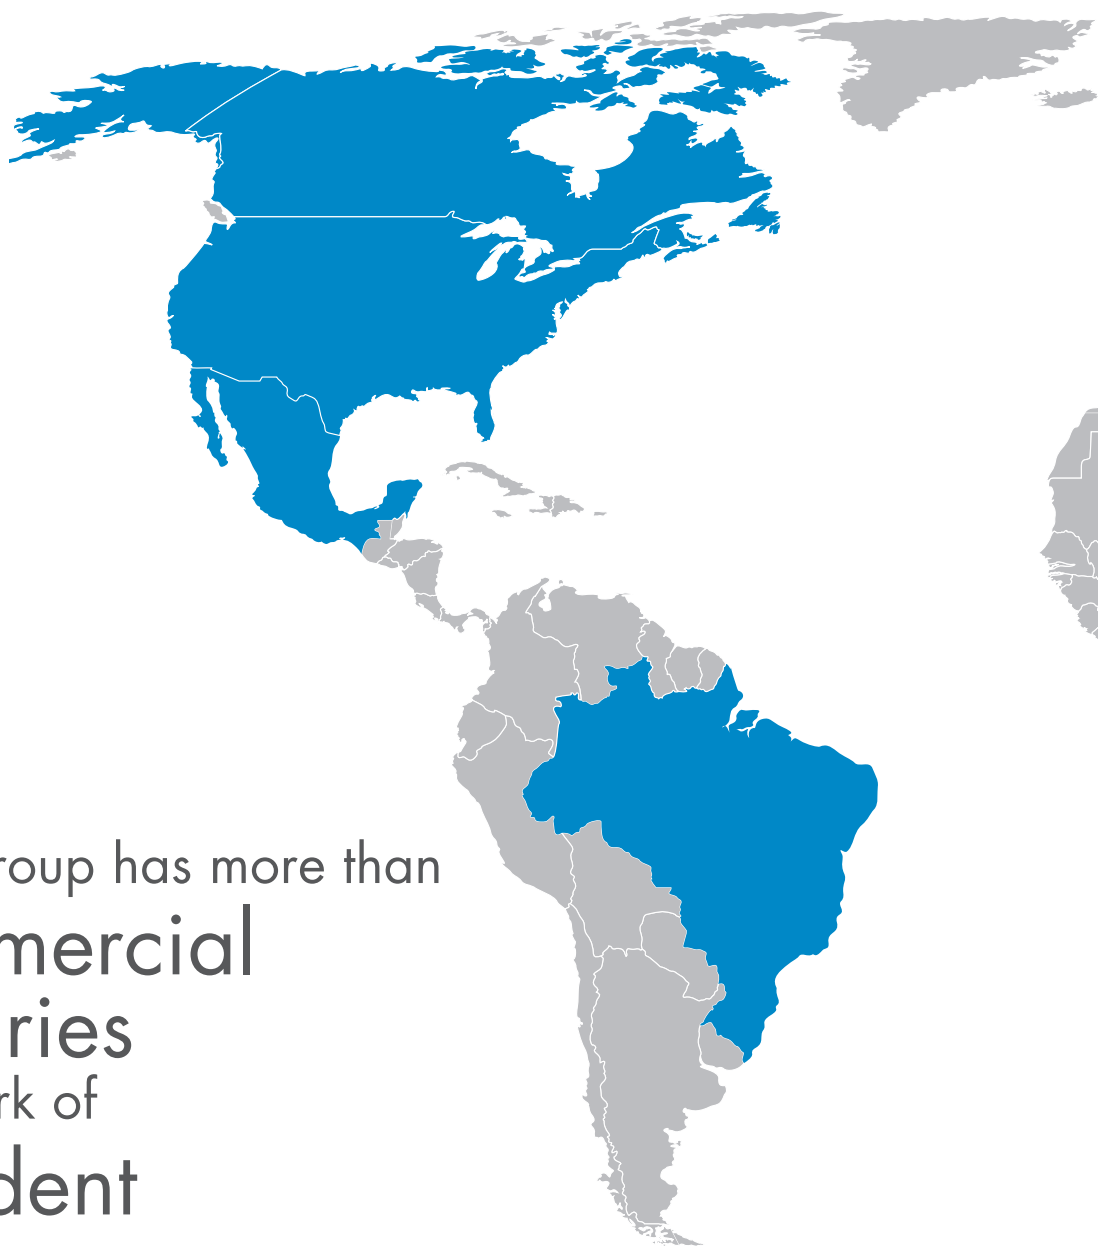 roup has more than
mercial
ries
rk of
dent